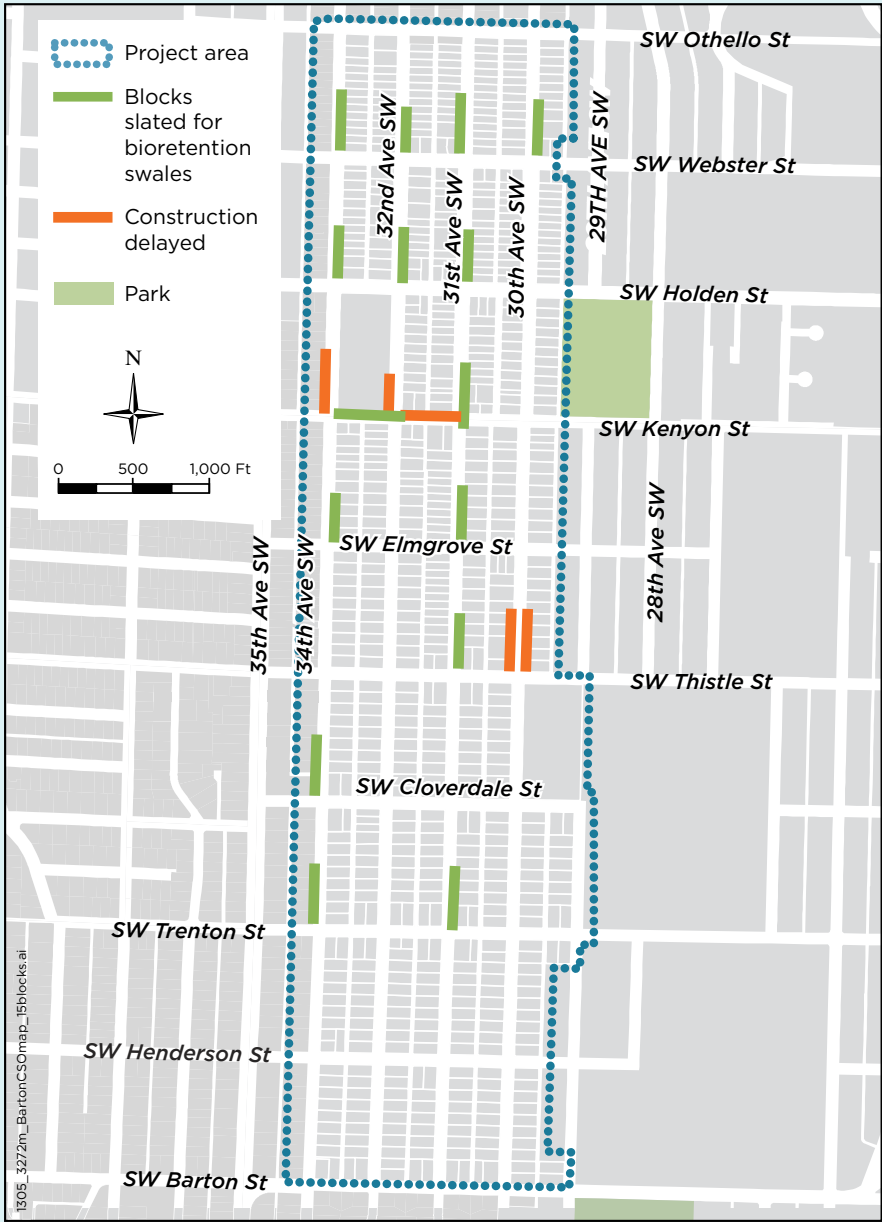 Project area
Blocks
slated for
bioretention
swales
Construction
delayed
Park
N
0 500 1,000 Ft
SW Othello St
29TH AVE SW
32nd Ave SW
SW Webster St
31st Ave SW
30th Ave SW
SW Holden St
SW Kenyon St
28th Ave SW
SW Elmgrove St
35th Ave SW
34th Ave SW
SW Thistle St
SW Cloverdale St
SW Trenton St
SW Henderson St
SW Barton St
1305_3272m_BartonCSOmap_15blocks.ai